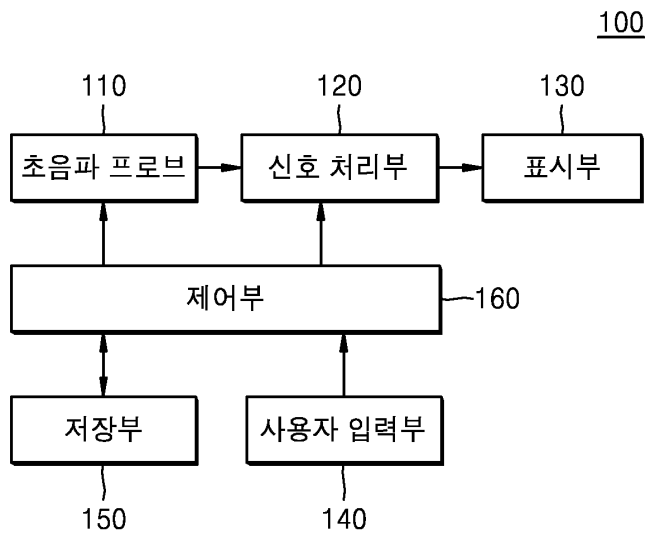 100
110
120
130
초음파 프로브
신호 처리부
표시부
제어부
160
저장부
사용자 입력부
150
140